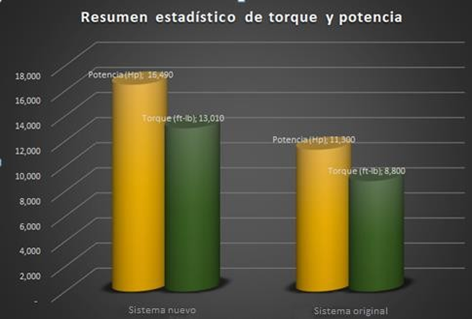 Resumen estadístico de torque y potencia
18,000
16,000
14,000
12,000
10,000
8,000
6,000
4,000
2,000
-
Potencia (Hp); 16,490
Torque (ft-lb); 13,010
Potencia (Hp); 11,300
Torque (ft-lb); 8,800
Sistema nuevo
Sistema original